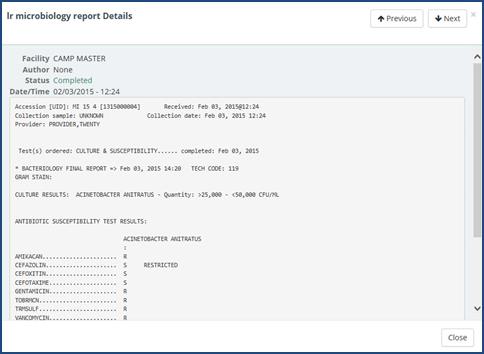 lr microbiology report Details
Previous
Next
×
Facility CAMP MASTER
Author None
Status Completed
Date/Time 02/03/2015 - 12:24
Accession [UID]: MI 15 4 [1315000004] Received: Feb 03, 2015@12:24
Collection sample: UNKNOWN Collection date: Feb 03, 2015 12:24
Provider: PROVIDER,TWENTY
Test(s) ordered: CULTURE & SUSCEPTIBILITY...... completed: Feb 03, 2015
* BACTERIOLOGY FINAL REPORT => Feb 03, 2015 14:20 TECH CODE: 119
GRAM STAIN:
CULTURE RESULTS: ACINETOBACTER ANITRATUS - Quantity: >25,000 - <50,000 CFU/ML
ANTIBIOTIC SUSCEPTIBILITY TEST RESULTS:
ACINETOBACTER ANITRATUS
:
AMIKACAN...................... R
CEFAZOLIN..................... S RESTRICTED
CEFOXITIN..................... S
CEFOTAXIME.................... S
GENTAMICIN.................... R
TOBRMCN....................... R
TRMSULF....................... R
VANCOMYCIN.................... R
Close